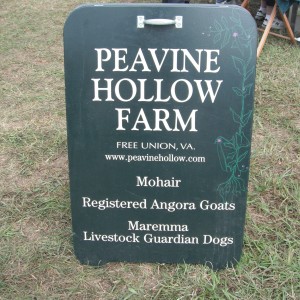 PEAVINE
HOLLOW
FARM
FREE UNION, VA.
www.peavinehollow.com
Mohair
Registered Angora Goats
Maremma
Livestock Guardian Dogs